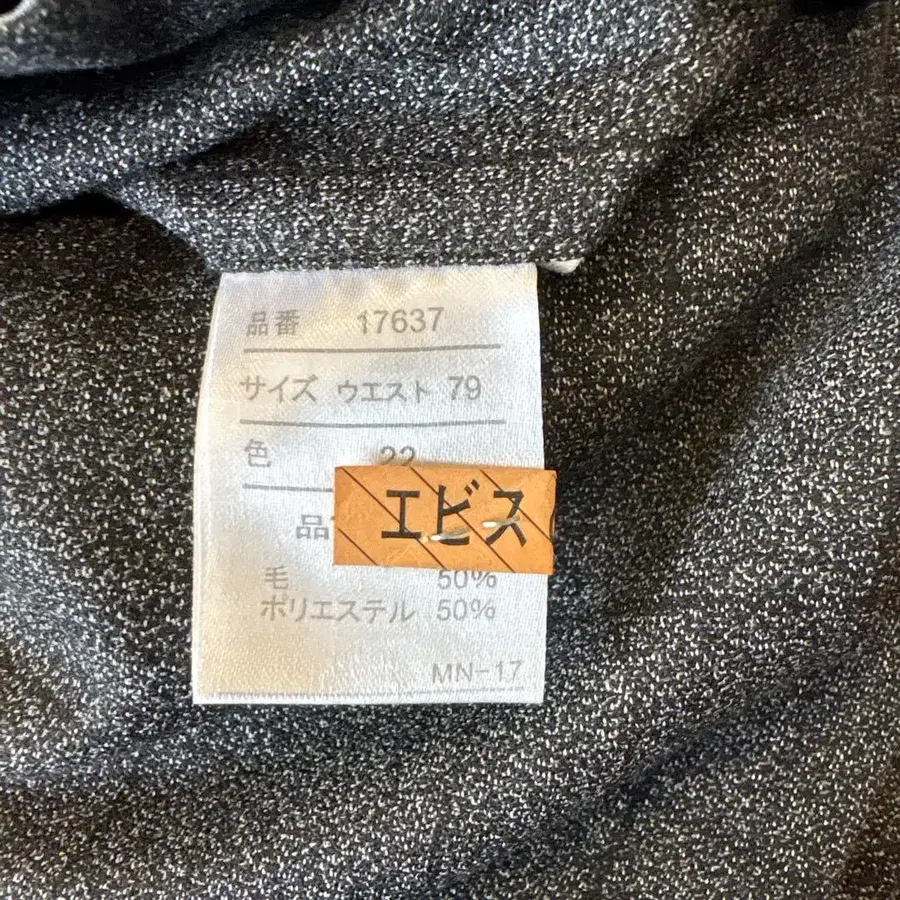 品番 17637
サイズ ウエスト 79
色 22
エビス
毛 50%
ポリエステル 50%
MN-17